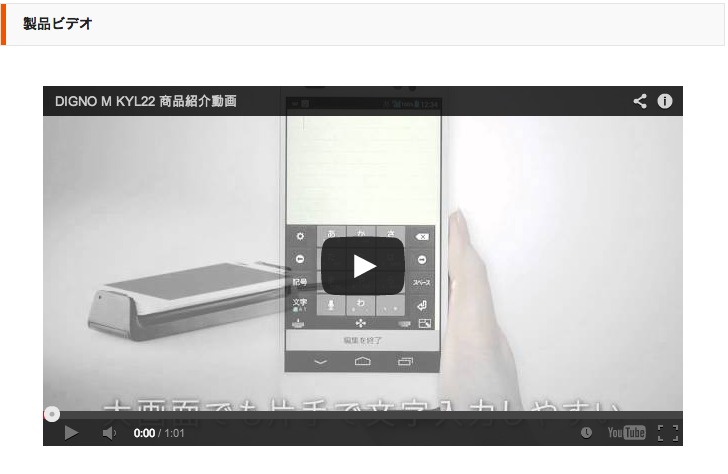 製品ビデオ
DIGNO M KYL22 商品紹介動画
12:34
あ
か
さ
記号
スペース
文字
わ
編集を終了
大画面でも片手で文字入力しやすい
0:00 / 1:01
YouTube